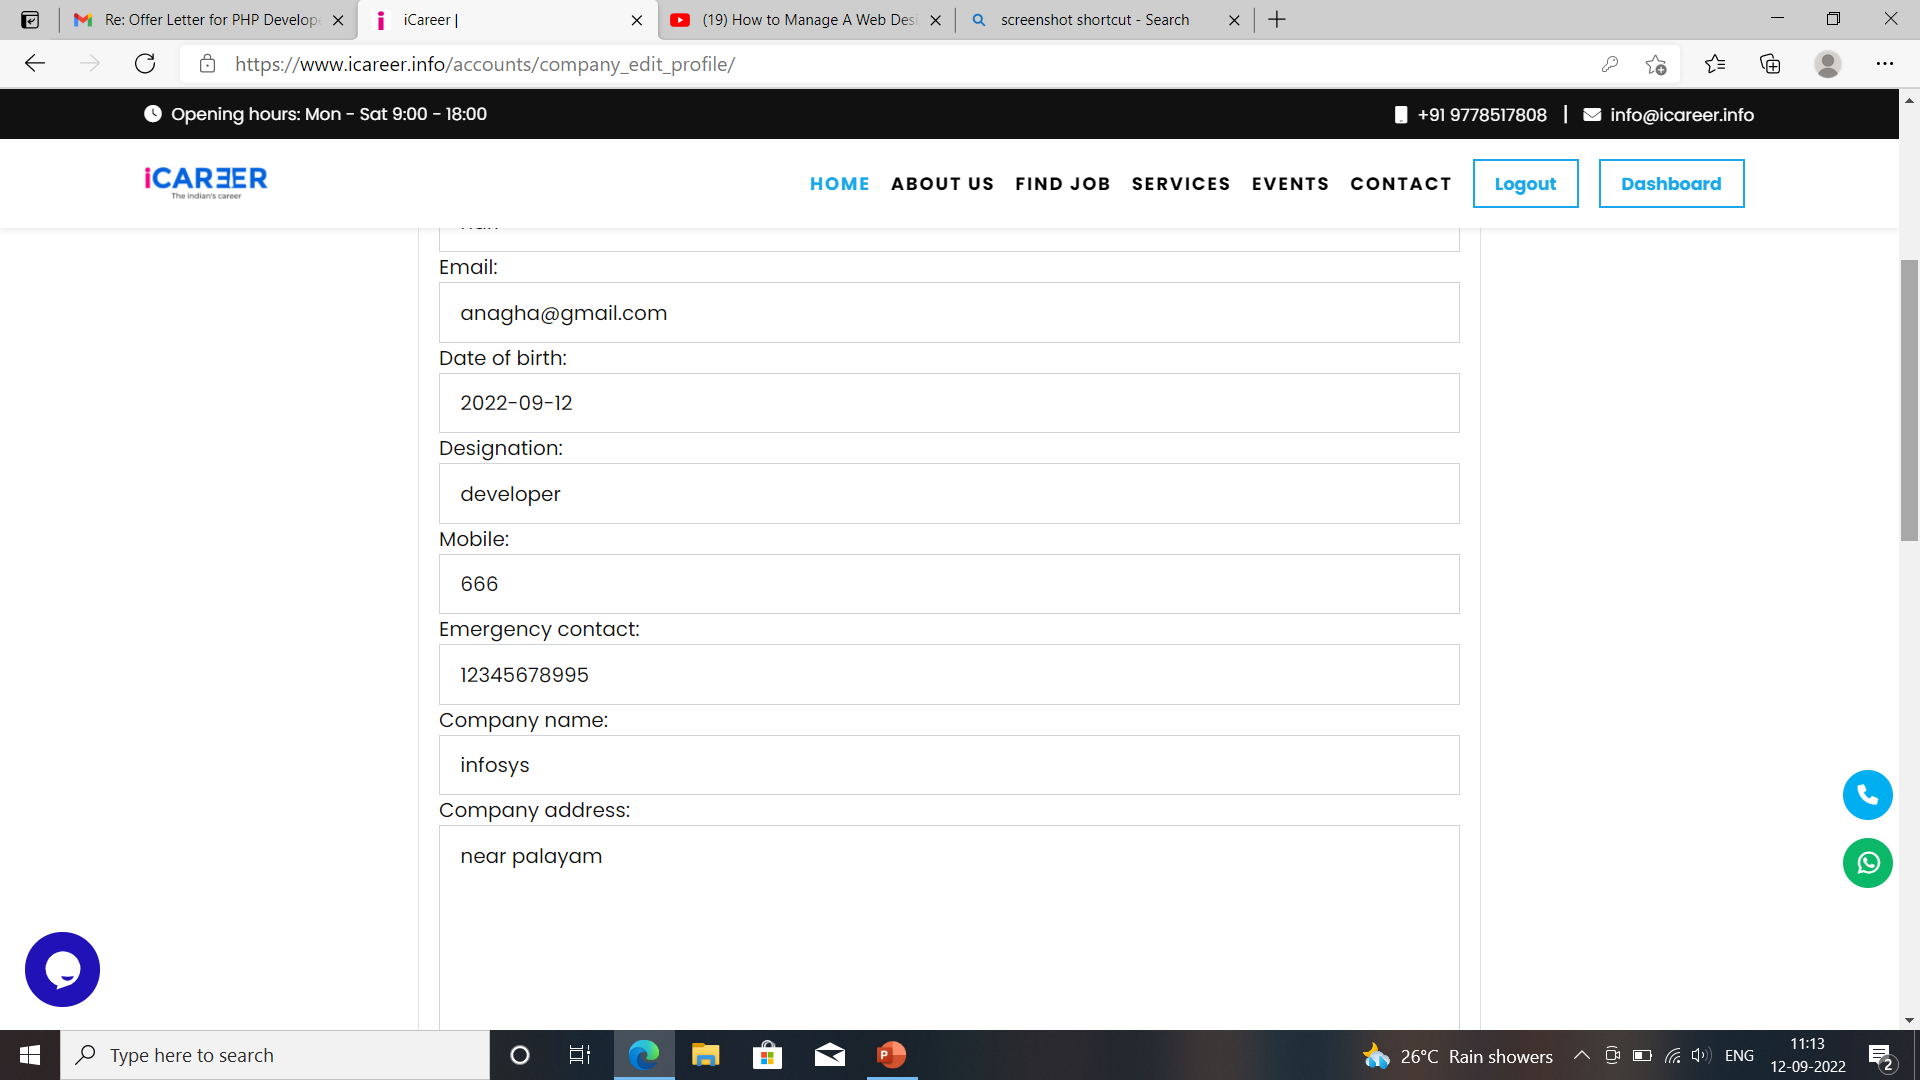 Re: Offer Letter for PHP Develop
iCareer |
(19) How to Manage A Web Desi
screenshot shortcut - Search
https://www.icareer.info/accounts/company_edit_profile/
Opening hours: Mon - Sat 9:00 - 18:00
+91 9778517808 | info@icareer.info
iCAREER
The indian's career
HOME ABOUT US FIND JOB SERVICES EVENTS CONTACT Logout Dashboard
Email:
anagha@gmail.com
Date of birth:
2022-09-12
Designation:
developer
Mobile:
666
Emergency contact:
12345678995
Company name:
infosys
Company address:
near palayam
Type here to search
26°C Rain showers
ENG
11:13
12-09-2022
2